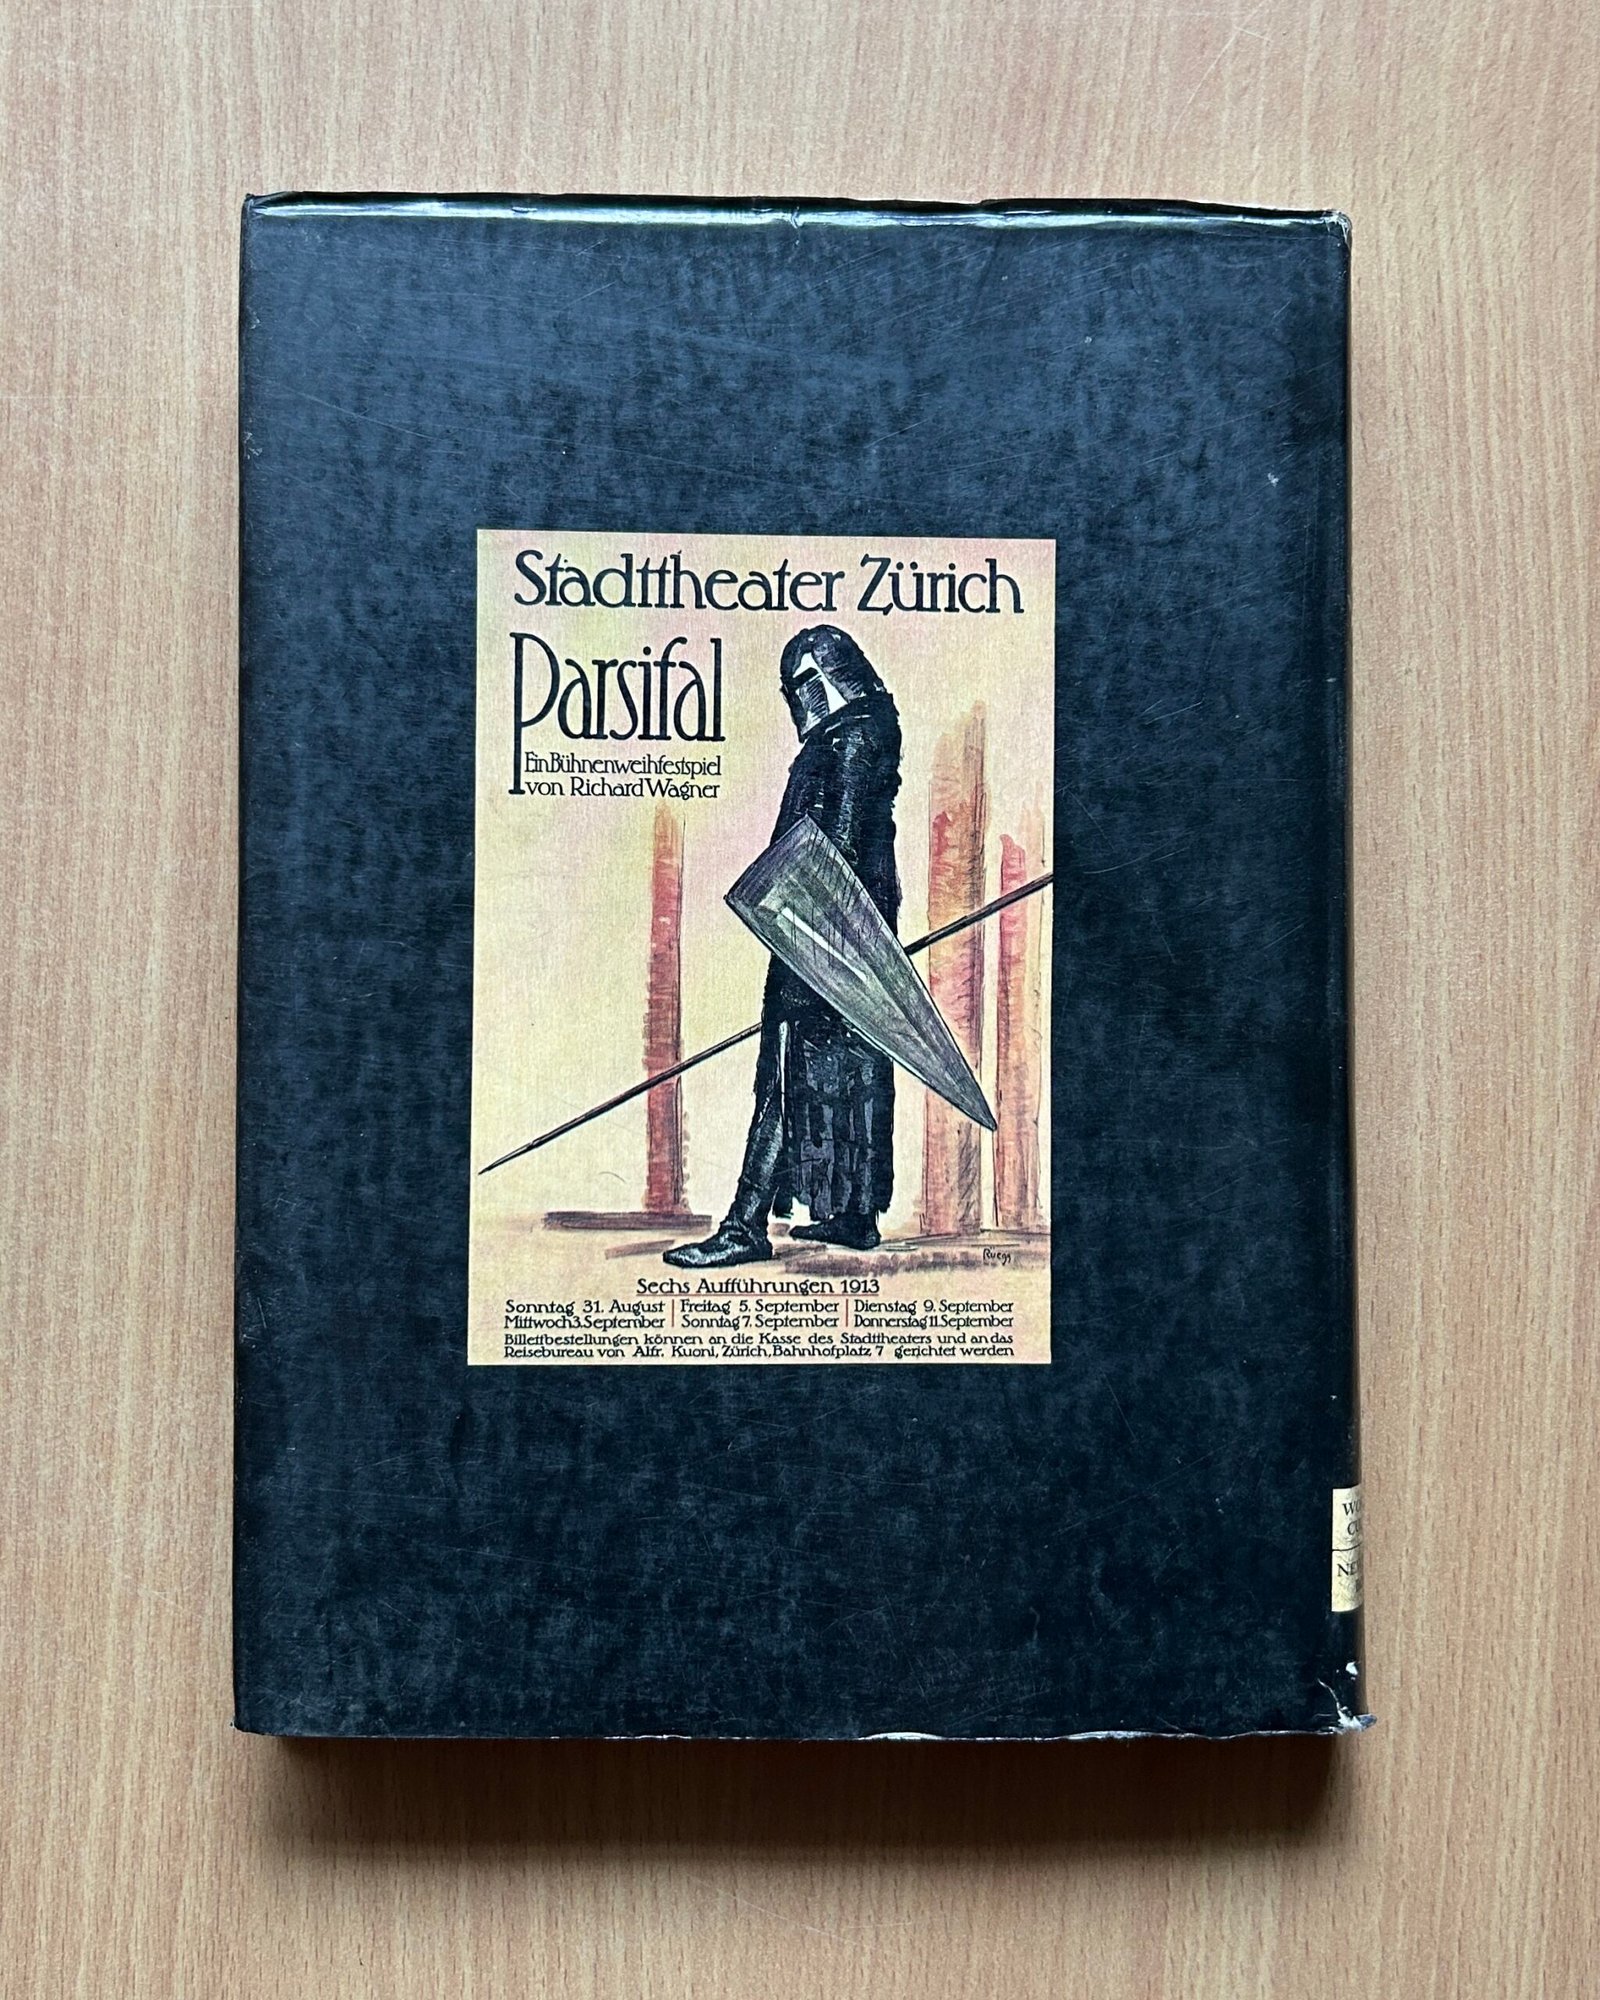 Stadttheater Zürich
Parsifal
Ein Bühnenweihfestspiel
von Richard Wagner
Rüegg
Sechs Aufführungen 1913
Sonntag 31. August | Freitag 5. September | Dienstag 9. September
Mittwoch 3. September | Sonntag 7. September | Donnerstag 11. September
Billettbestellungen können an die Kasse des Stadttheaters und an das
Reisebureau von Alfr. Kuoni, Zürich, Bahnhofplatz 7 gerichtet werden